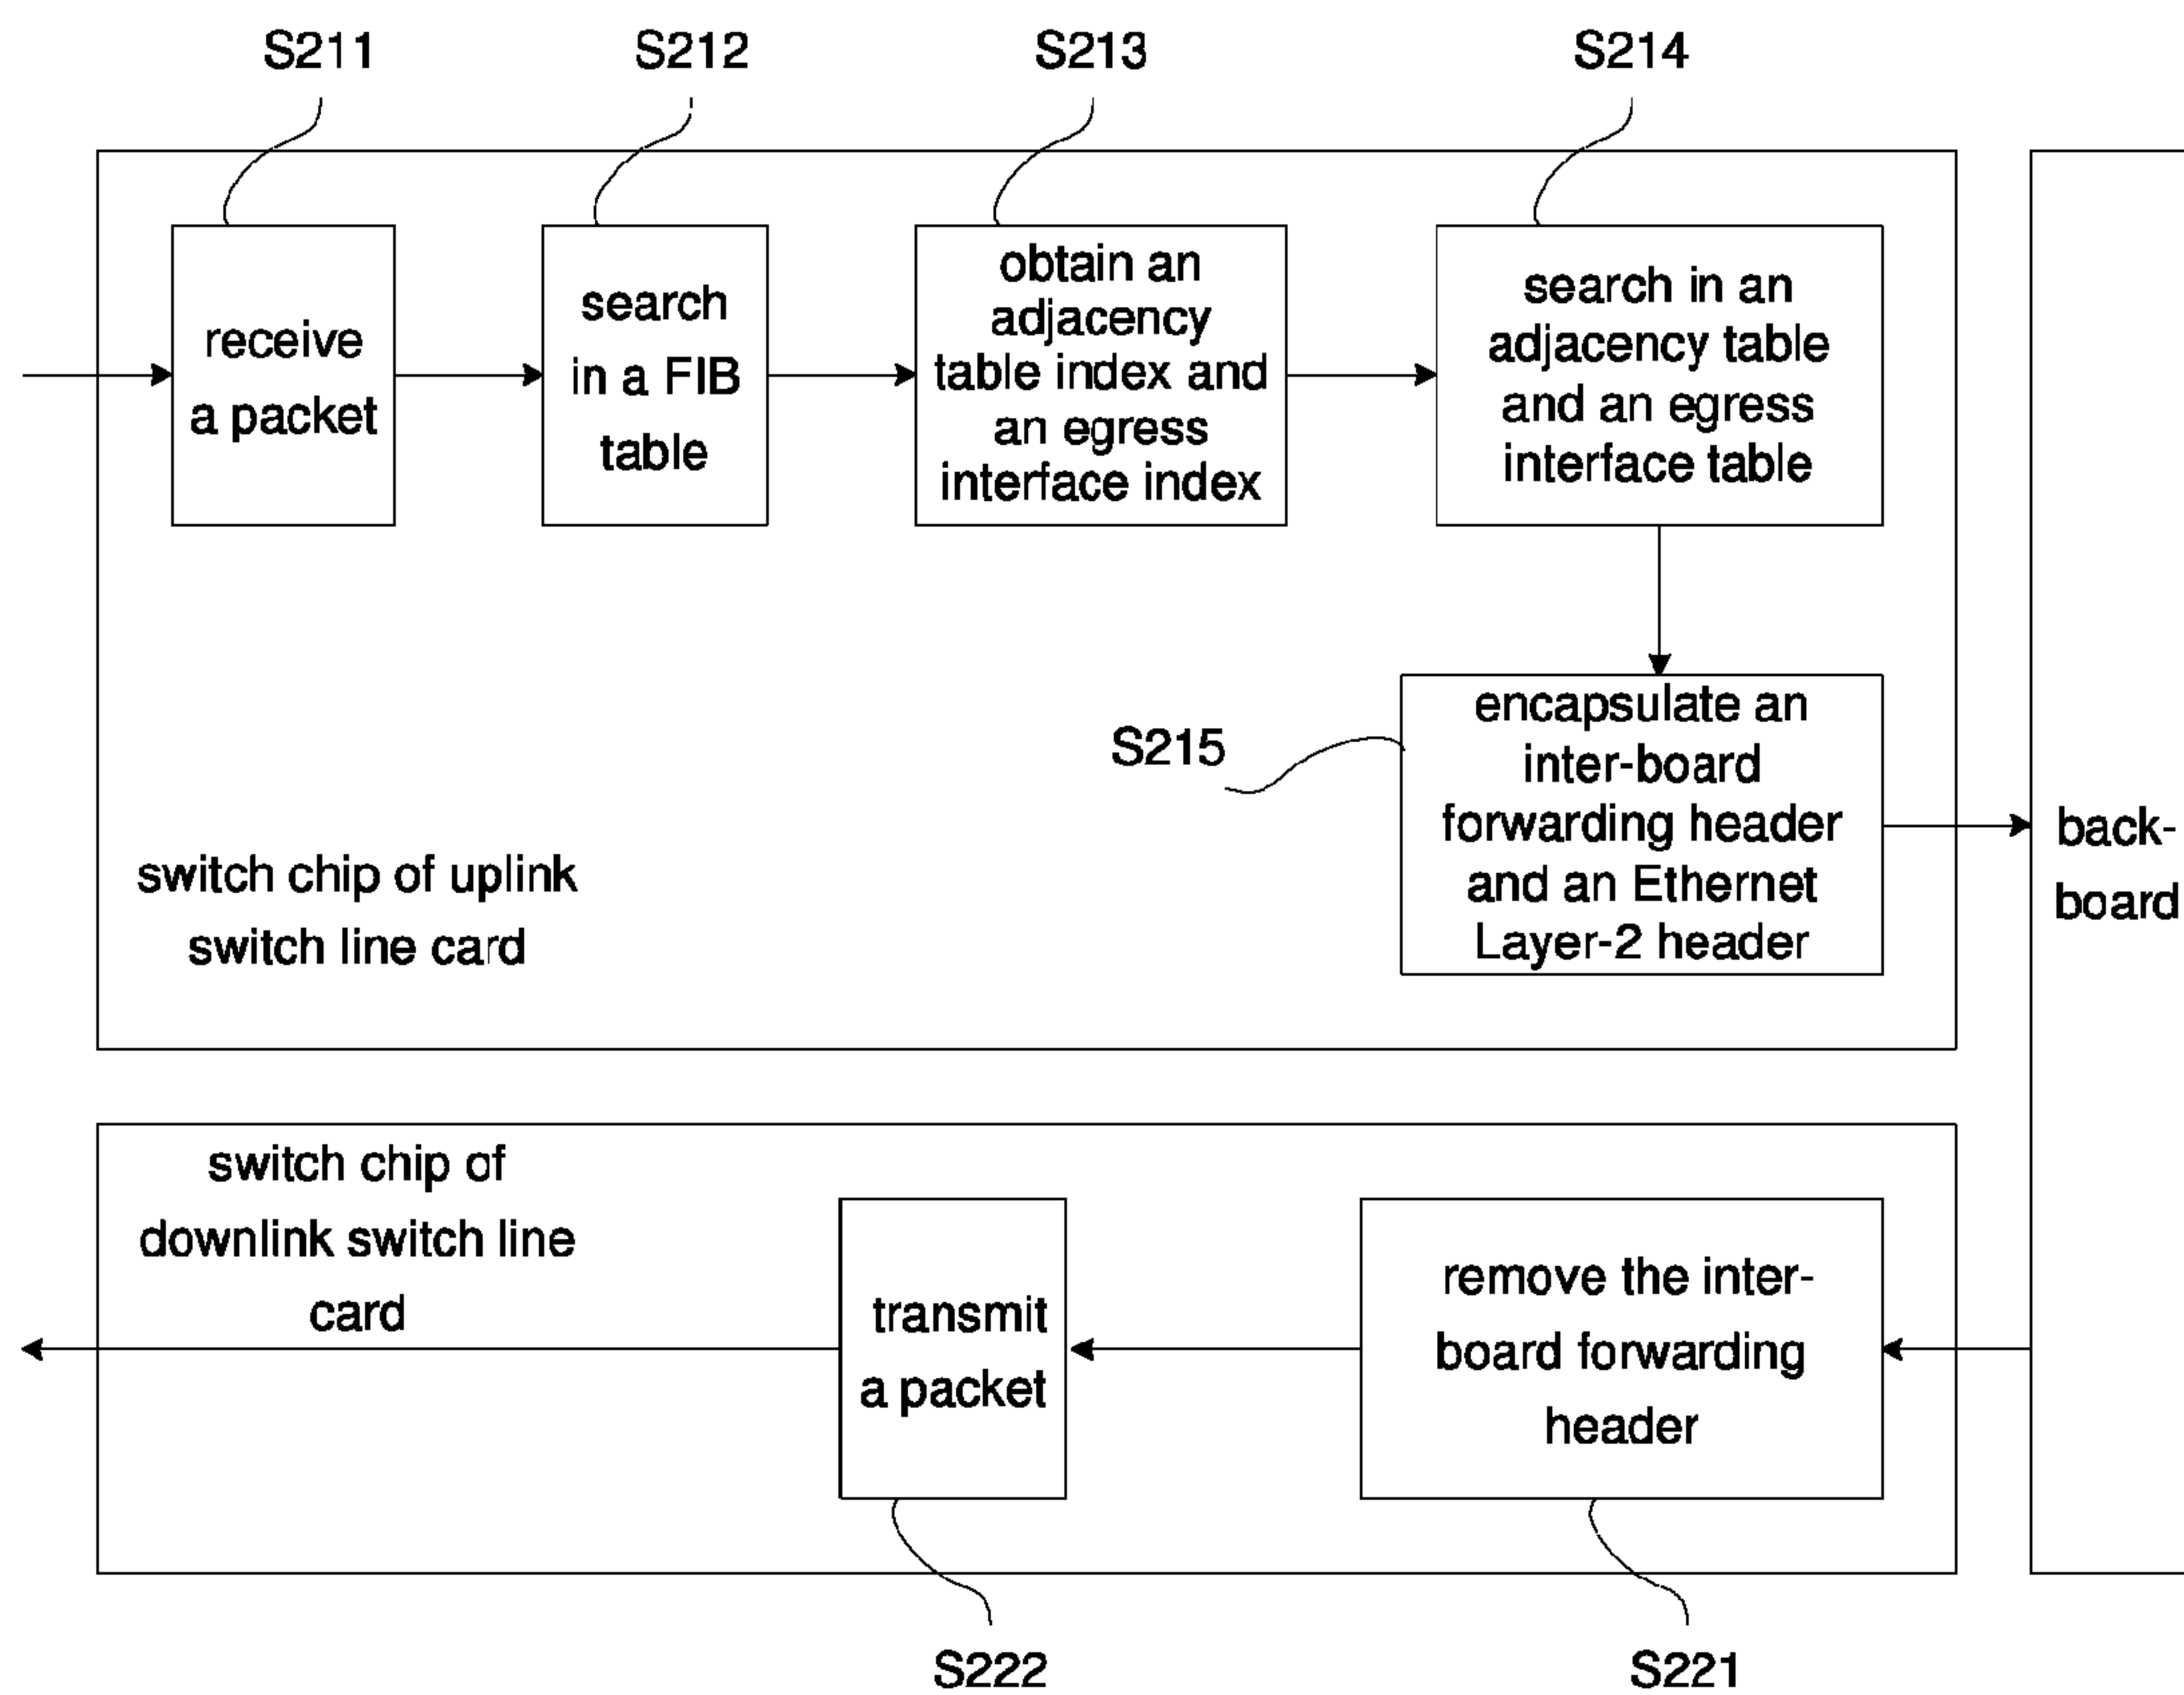 S211
S212
S213
S214
receive
a packet
search
in a FIB
table
obtain an
adjacency
table index and
an egress
interface index
search in an
adjacency table
and an egress
interface table
S215
encapsulate an
inter-board
forwarding header
and an Ethernet
Layer-2 header
switch chip of uplink
switch line card
back-
board
switch chip of
downlink switch line
card
transmit
a packet
remove the inter-
board forwarding
header
S222
S221